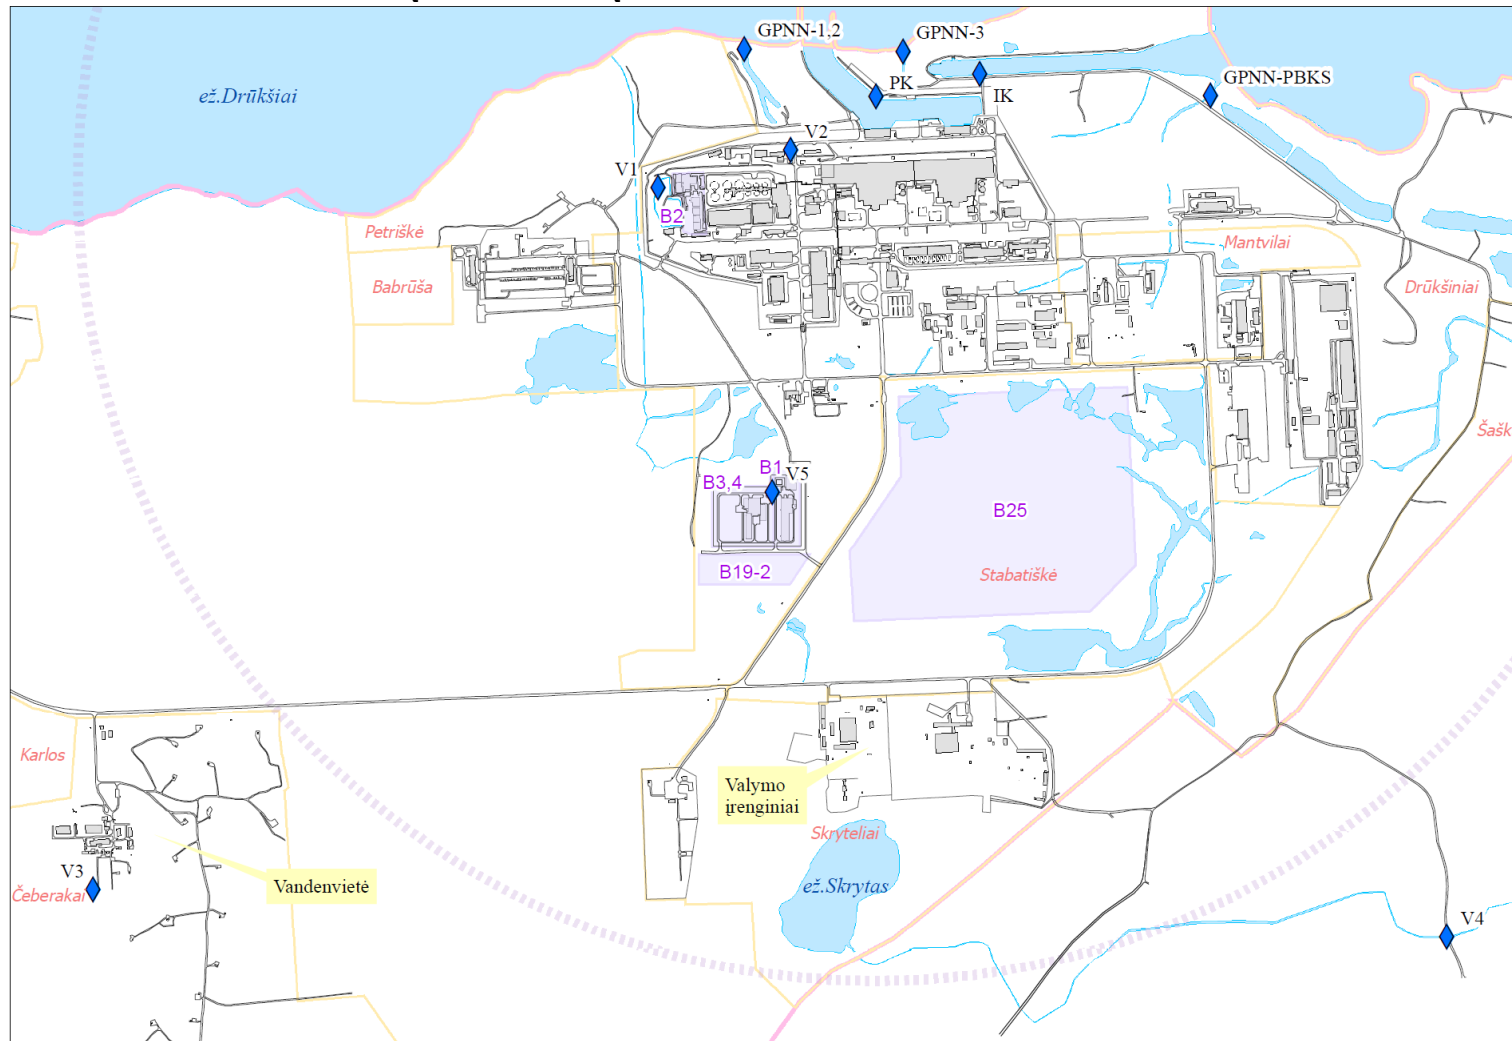 GPNN-1,2
GPNN-3
GPNN-PBKS
PK
IK
ež.Drūkšiai
V2
V1
B2
Petriškė
Mantvilai
Babrūša
Drūkšiniai
Šašk
B1
V5
B3,4
B25
B19-2
Stabatiškė
Karlos
Valymo
įrenginiai
Skryteliai
V3
Vandenvietė
ež.Skrytas
Čeberakai
V4